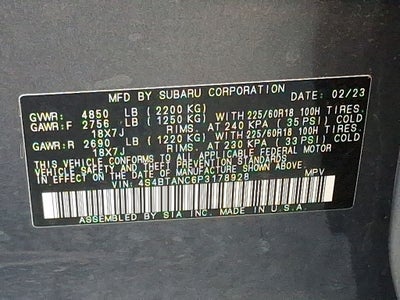 MFD BY SUBARU CORPORATION DATE: 02/23
GVWR: 4850 LB (2200 KG)
GAWR:F 2756 LB (1250 KG) WITH 225/60R18 100H TIRES.
18X7J RIMS. AT 240 KPA (35 PSI) COLD
GAWR:R 2690 LB (1220 KG) WITH 225/60R18 100H TIRES.
18X7J RIMS. AT 230 KPA (33 PSI) COLD
THIS VEHICLE CONFORMS TO ALL APPLICABLE FEDERAL MOTOR
VEHICLE SAFETY AND THEFT PREVENTION STANDARDS
IN EFFECT ON THE DATE OF MANUFACTURE SHOWN ABOVE.
VIN: 4S4BTANC6P3178928 MPV
ASSEMBLED BY SIA INC. MADE IN U.S.A.